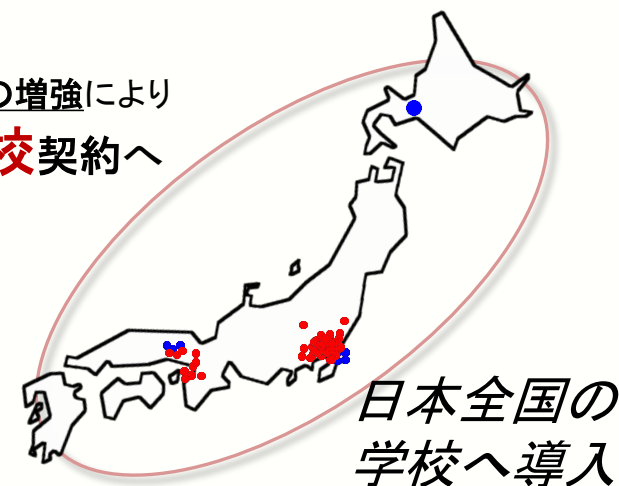 の増強により
校契約へ
日本全国の
学校へ導入